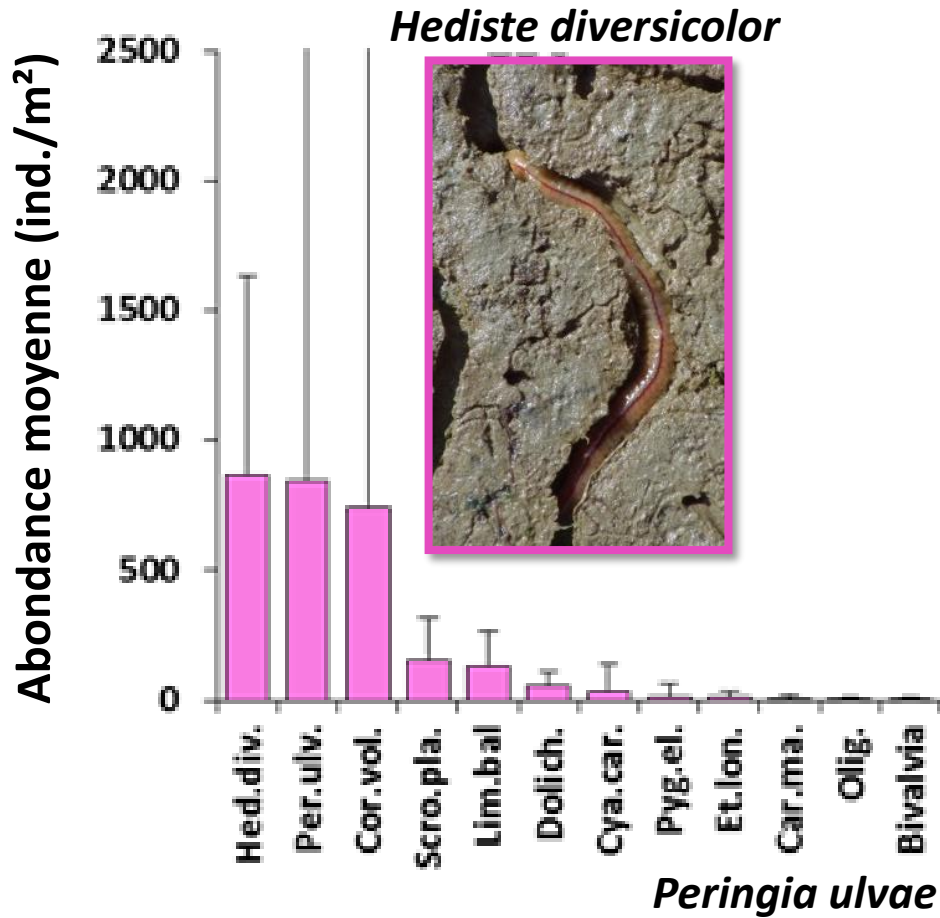 Hediste diversicolor
Abondance moyenne (ind./m²)
2500
2000
1500
1000
500
0
Hed.div.
Per.ulv.
Cor.vol.
Scro.pla.
Lim.bal
Dolich.
Cya.car.
Pyg.el.
Et.lon.
Car.ma.
Olig.
Bivalvia
Peringia ulvae